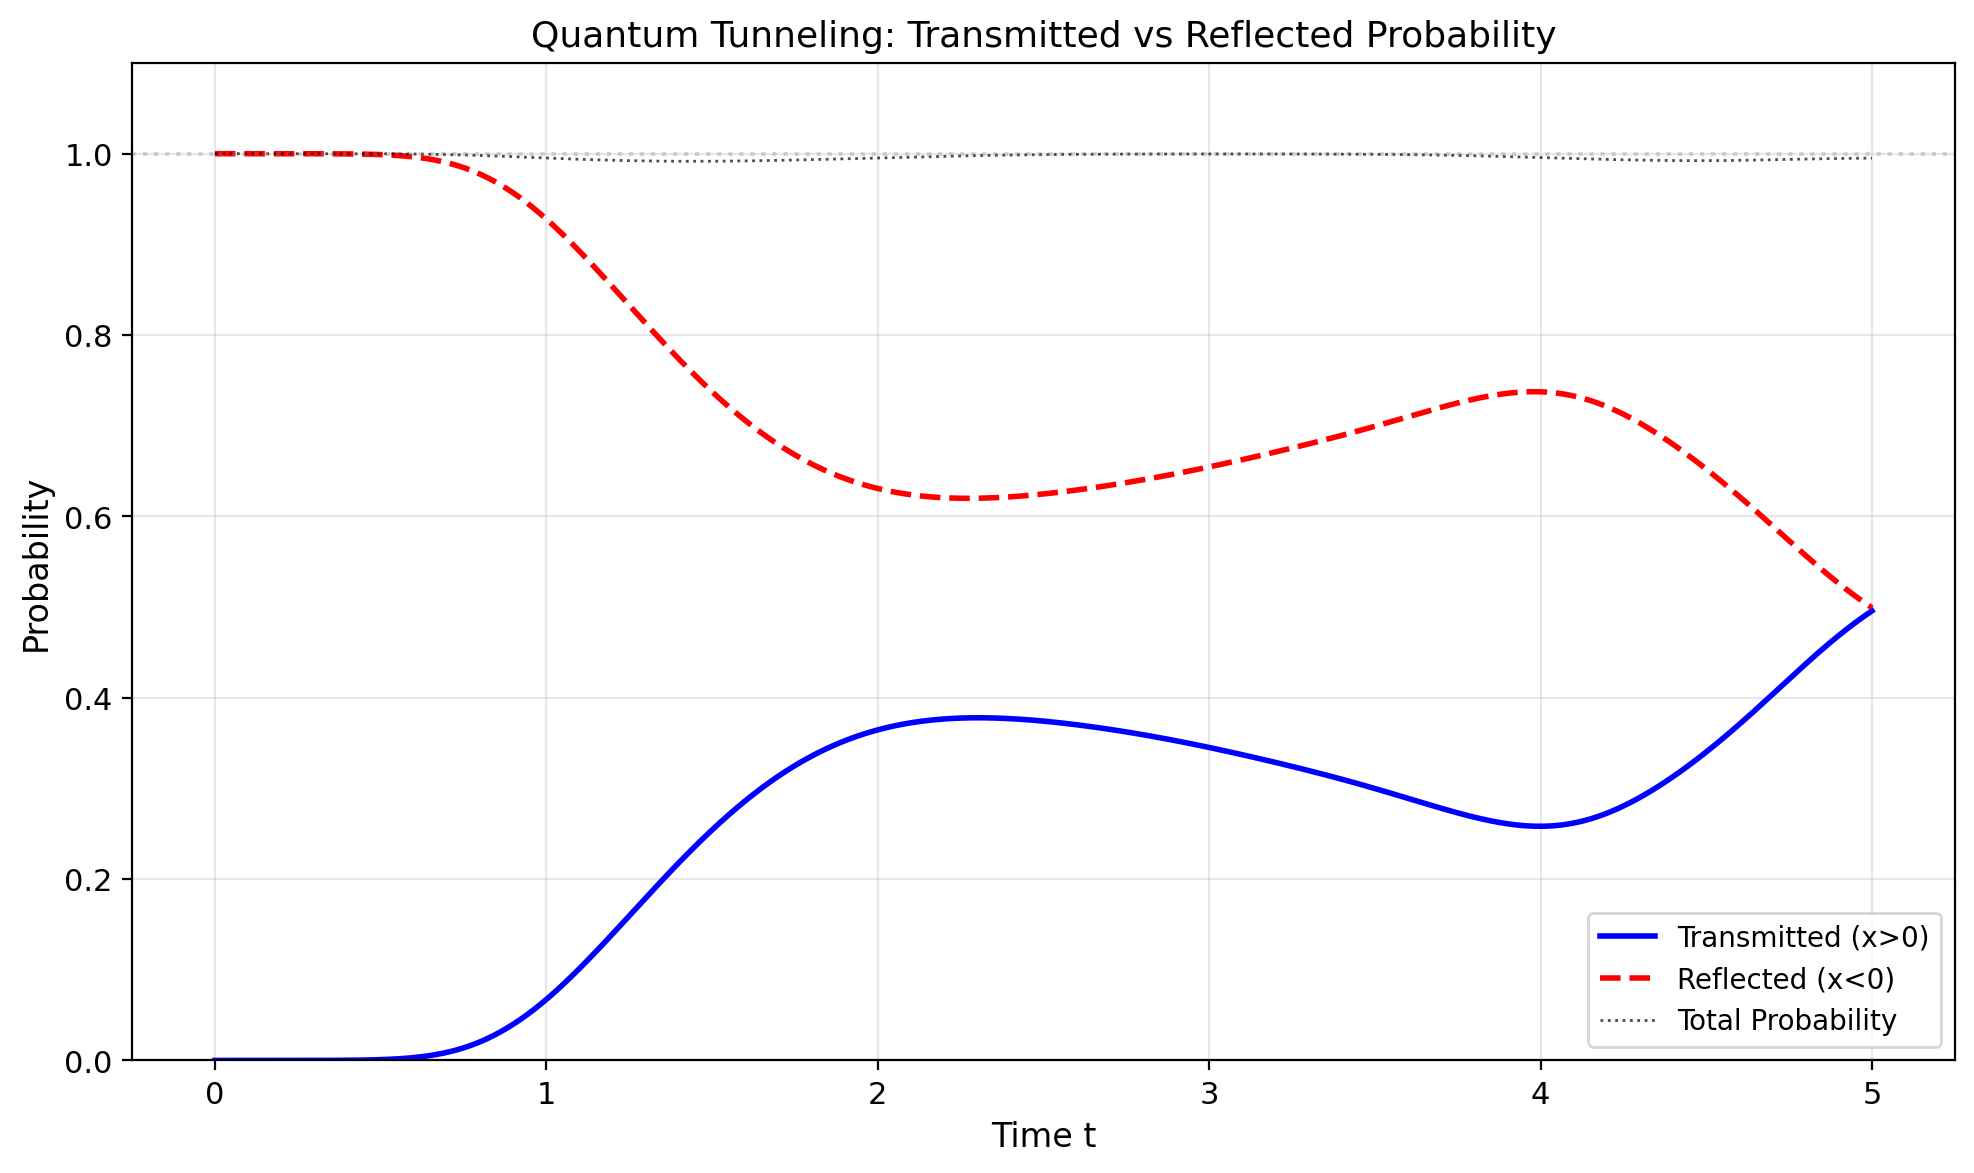 Quantum Tunneling: Transmitted vs Reflected Probability
1.0
0.8
0.6
0.4
0.2
0.0
Probability
0 1 2 3 4 5
Time t
Transmitted (x>0)
Reflected (x<0)
Total Probability